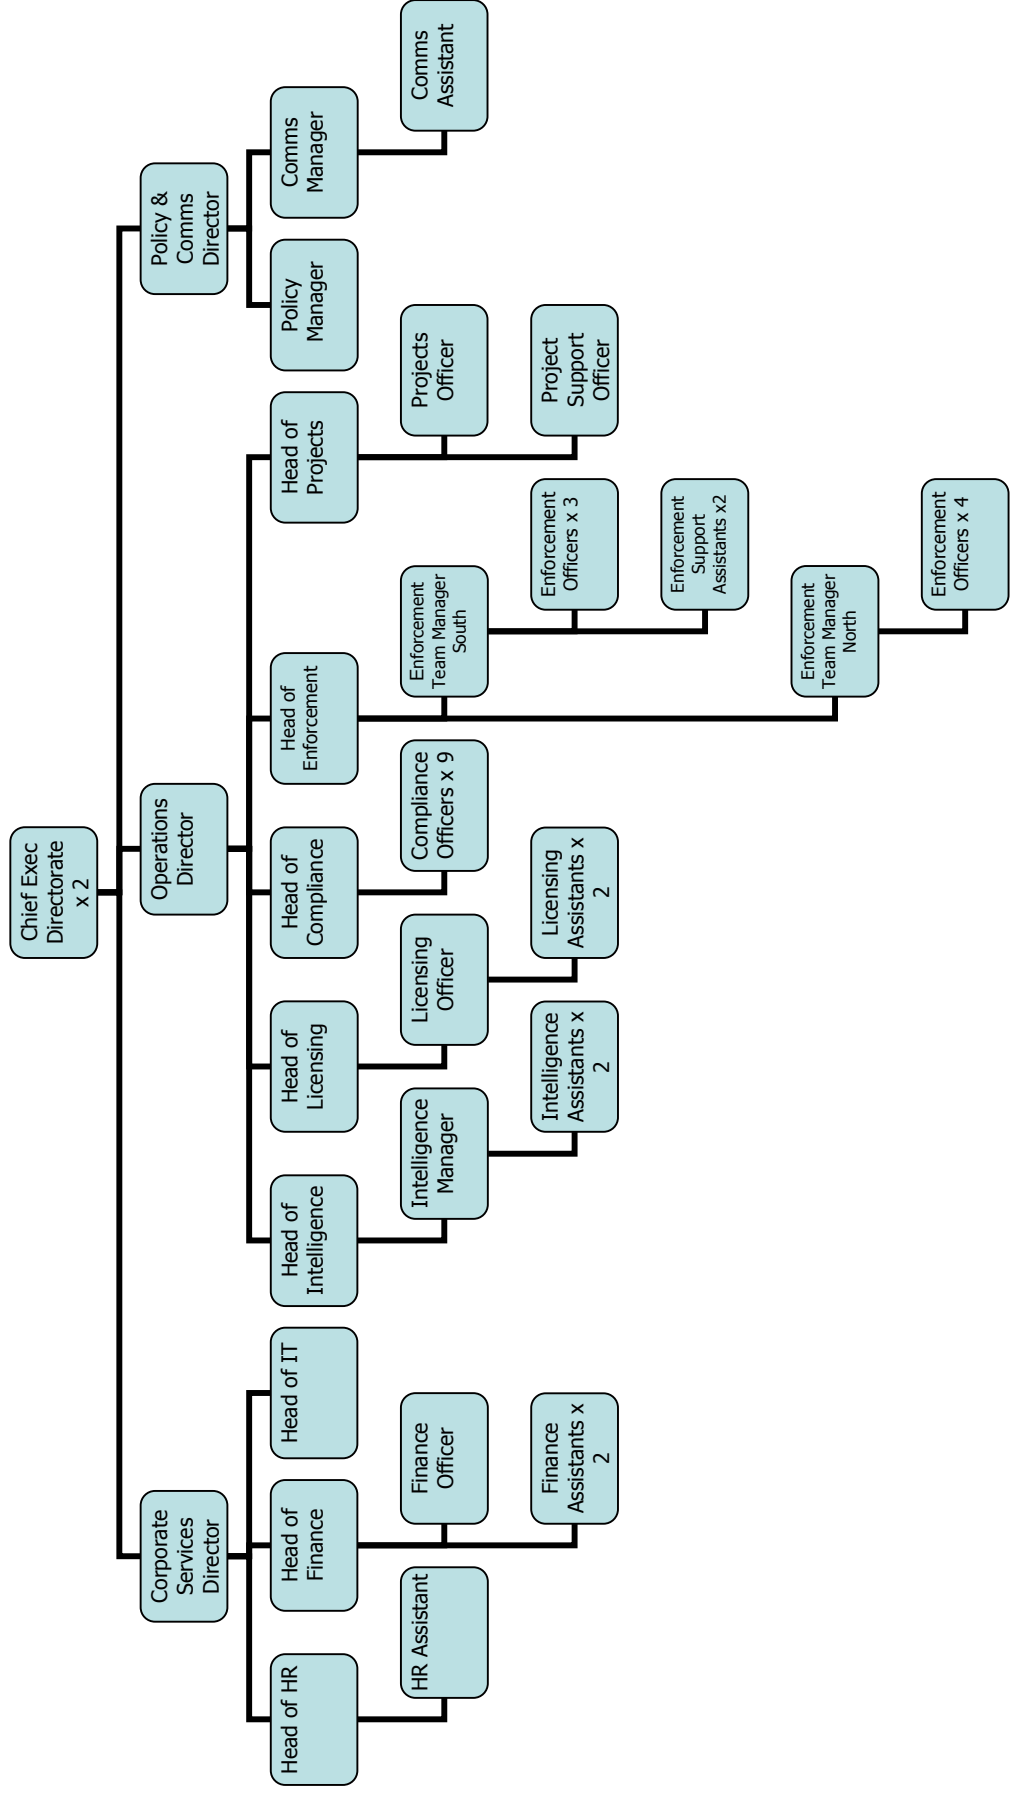 Chief Exec
Directorate
x 2
Corporate
Services
Director
Operations
Director
Policy &
Comms
Director
Head of HR
Head of
Finance
Head of IT
Head of
Intelligence
Head of
Licensing
Head of
Compliance
Head of
Enforcement
Head of
Projects
Policy
Manager
Comms
Manager
HR Assistant
Finance
Officer
Intelligence
Manager
Licensing
Officer
Compliance
Officers x 9
Enforcement
Team Manager
South
Projects
Officer
Comms
Assistant
Finance
Assistants x
2
Intelligence
Assistants x
2
Licensing
Assistants x
2
Enforcement
Officers x 3
Project
Support
Officer
Enforcement
Support
Assistants x2
Enforcement
Team Manager
North
Enforcement
Officers x 4